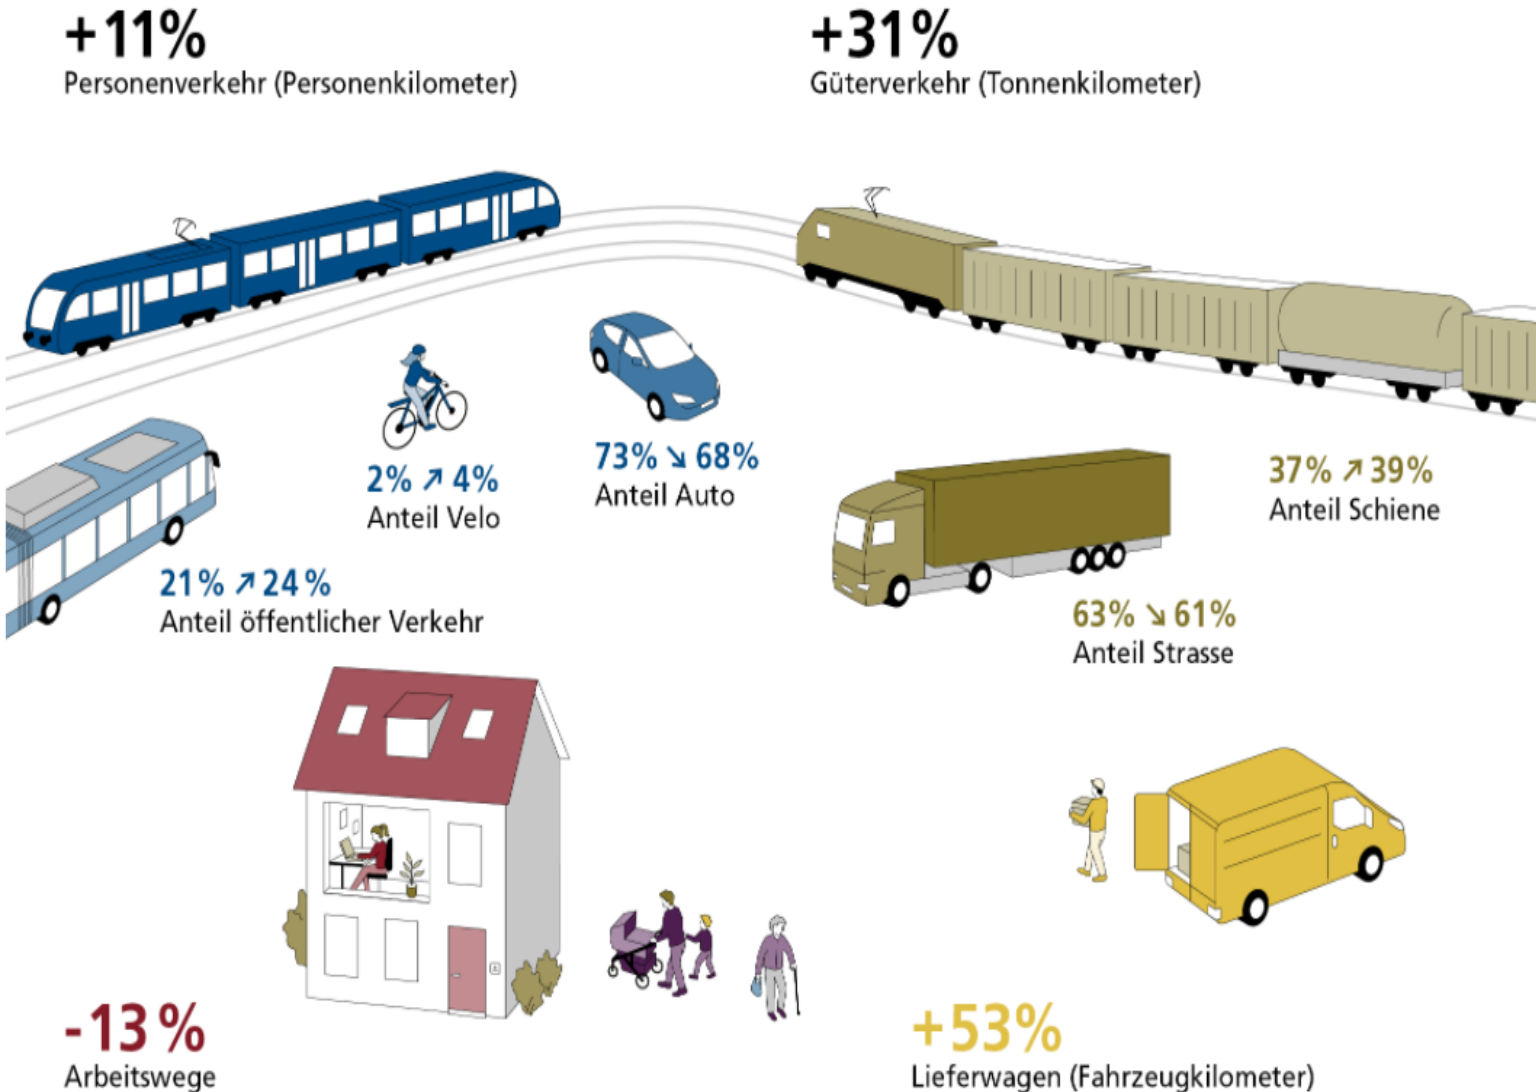 +11%
Personenverkehr (Personenkilometer)
+31%
Güterverkehr (Tonnenkilometer)
2% ↗ 4%
Anteil Velo
73% ↘ 68%
Anteil Auto
37% ↗ 39%
Anteil Schiene
21% ↗ 24%
Anteil öffentlicher Verkehr
63% ↘ 61%
Anteil Strasse
-13%
Arbeitswege
+53%
Lieferwagen (Fahrzeugkilometer)